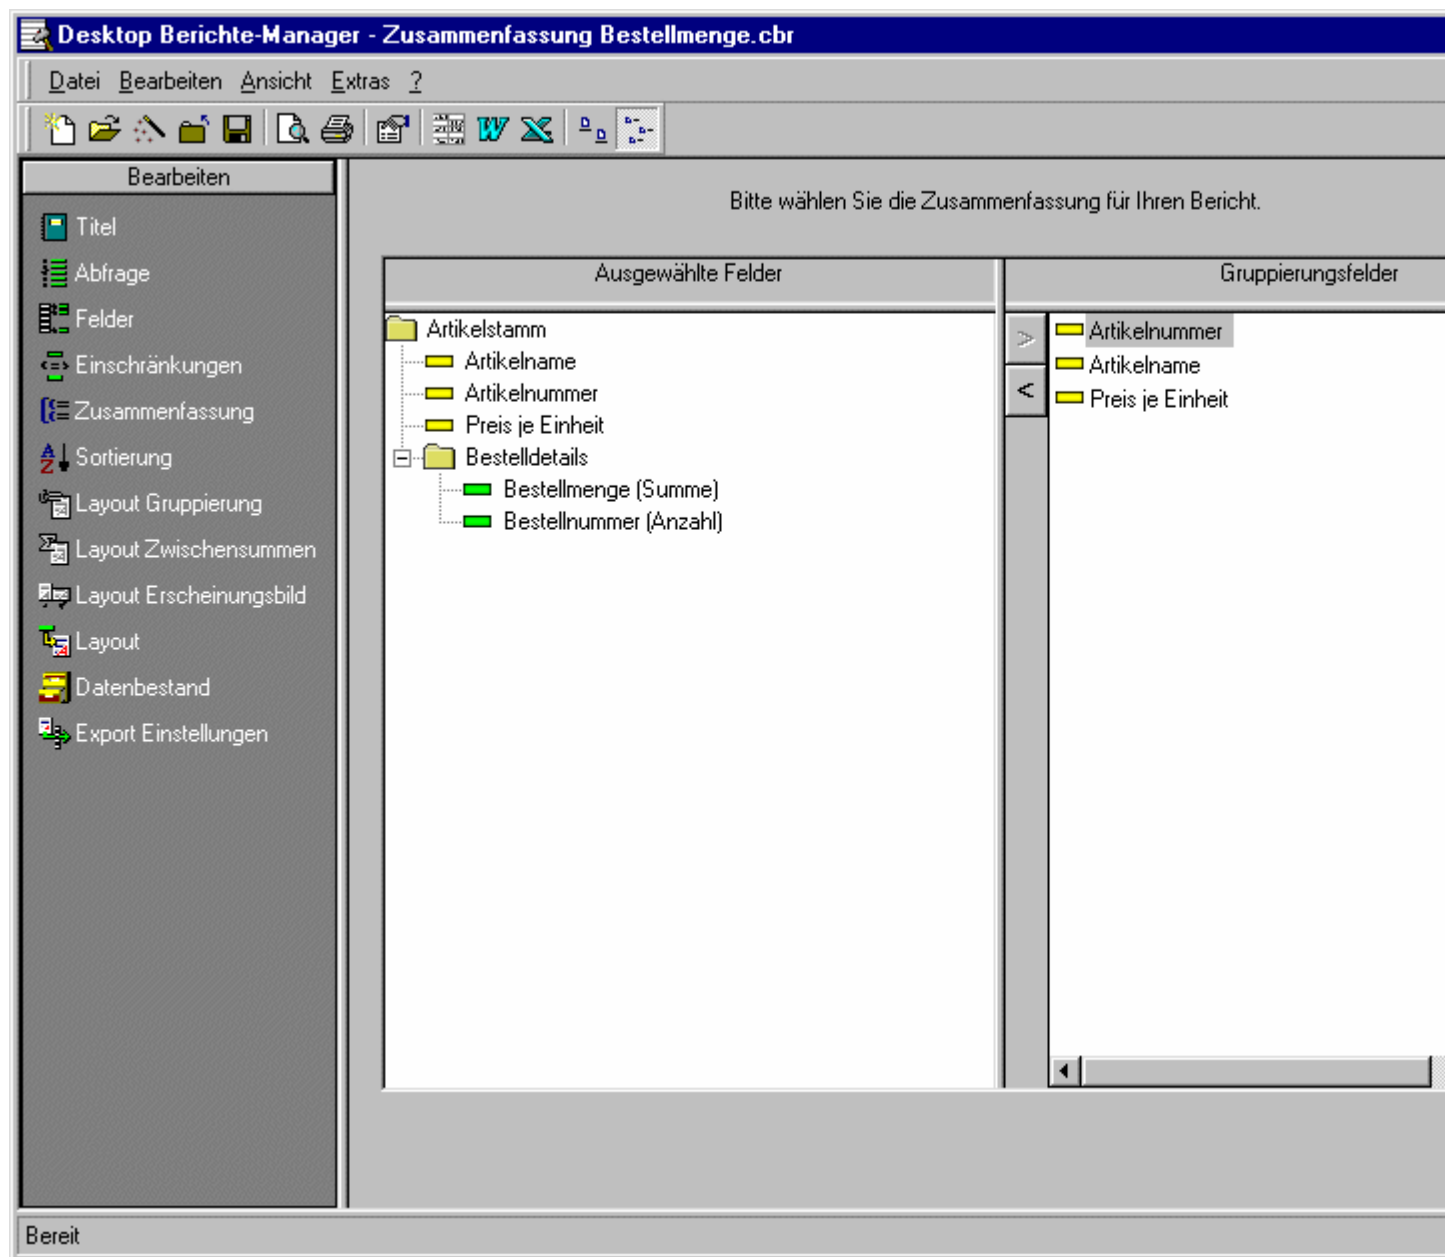 Desktop Berichte-Manager - Zusammenfassung Bestellmenge.cbr
Datei Bearbeiten Ansicht Extras ?
Bearbeiten
Titel
Abfrage
Felder
Einschränkungen
Zusammenfassung
Sortierung
Layout Gruppierung
Layout Zwischensummen
Layout Erscheinungsbild
Layout
Datenbestand
Export Einstellungen
Bitte wählen Sie die Zusammenfassung für Ihren Bericht.
Ausgewählte Felder
Artikelstamm
Artikelname
Artikelnummer
Preis je Einheit
Bestelldetails
Bestellmenge (Summe)
Bestellnummer (Anzahl)
>
<
Gruppierungsfelder
Artikelnummer
Artikelname
Preis je Einheit
Bereit